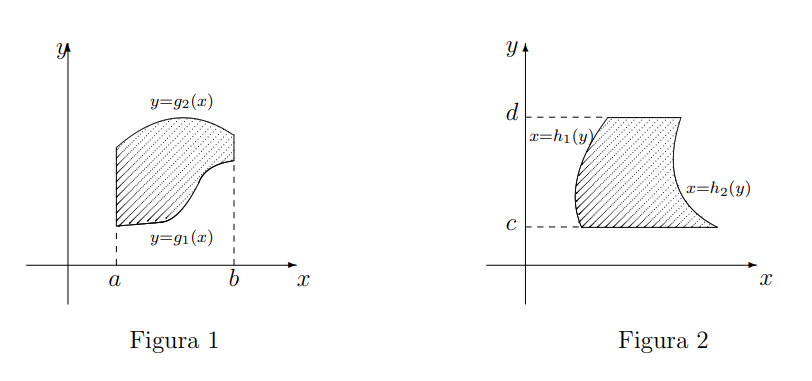 y
y=g₂(x)
y=g₁(x)
a
b
x
Figura 1
y
d
x=h₁(y)
x=h₂(y)
c
x
Figura 2